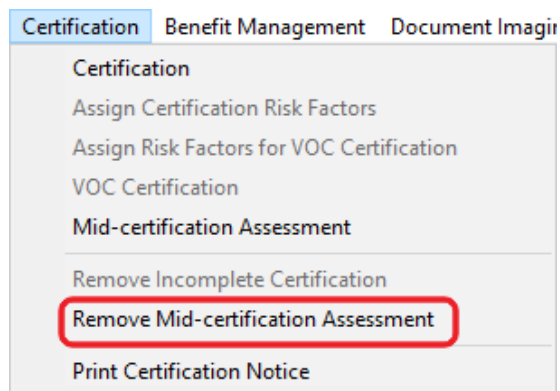 Certification Benefit Management Document Imagin
Certification
Assign Certification Risk Factors
Assign Risk Factors for VOC Certification
VOC Certification
Mid-certification Assessment
Remove Incomplete Certification
Remove Mid-certification Assessment
Print Certification Notice